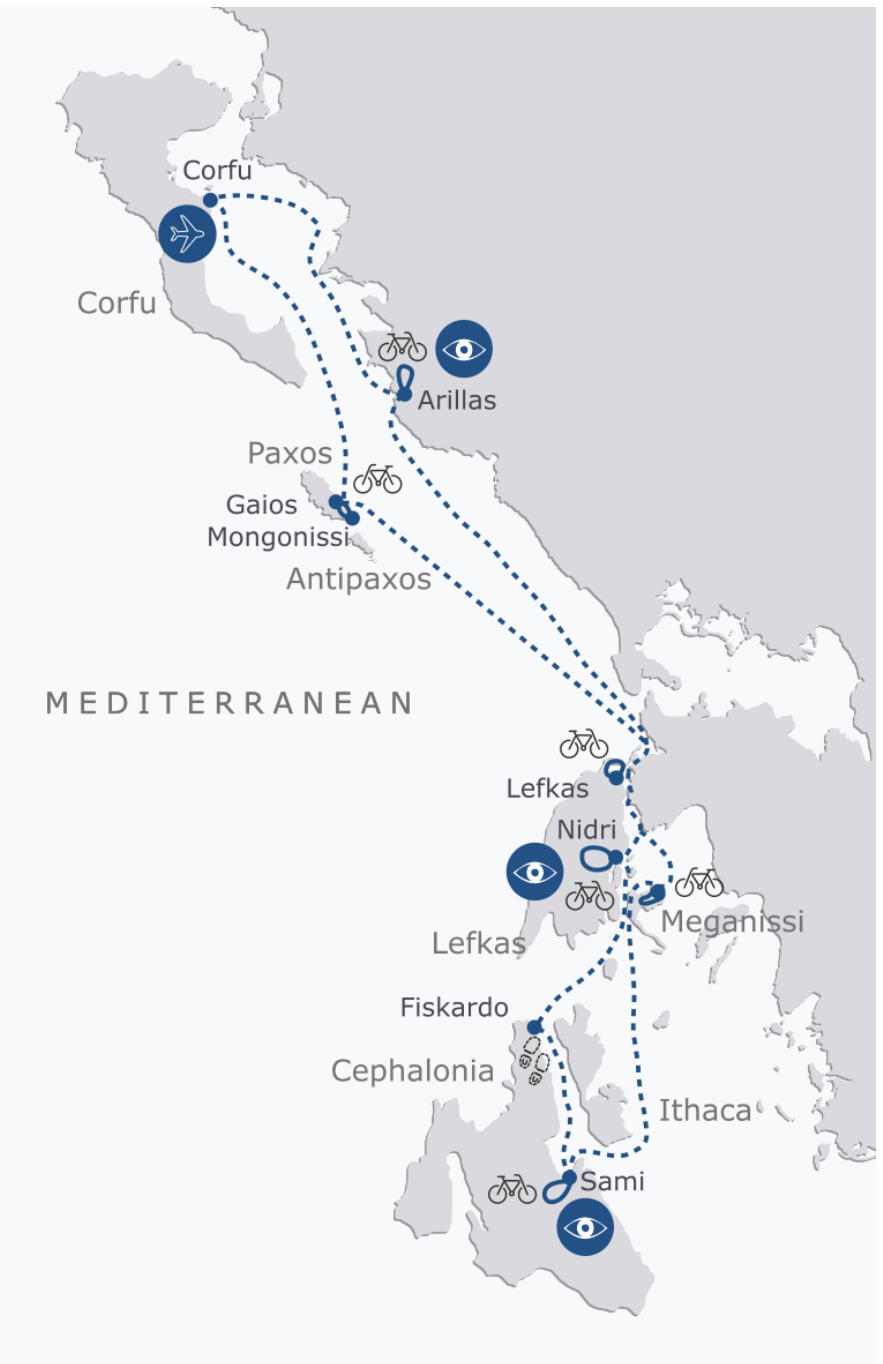 Corfu
Corfu
Arillas
Paxos
Gaios
Mongonissi
Antipaxos
MEDITERRANEAN
Lefkas
Nidri
Meganissi
Lefkas
Fiskardo
Cephalonia
Ithaca
Sami